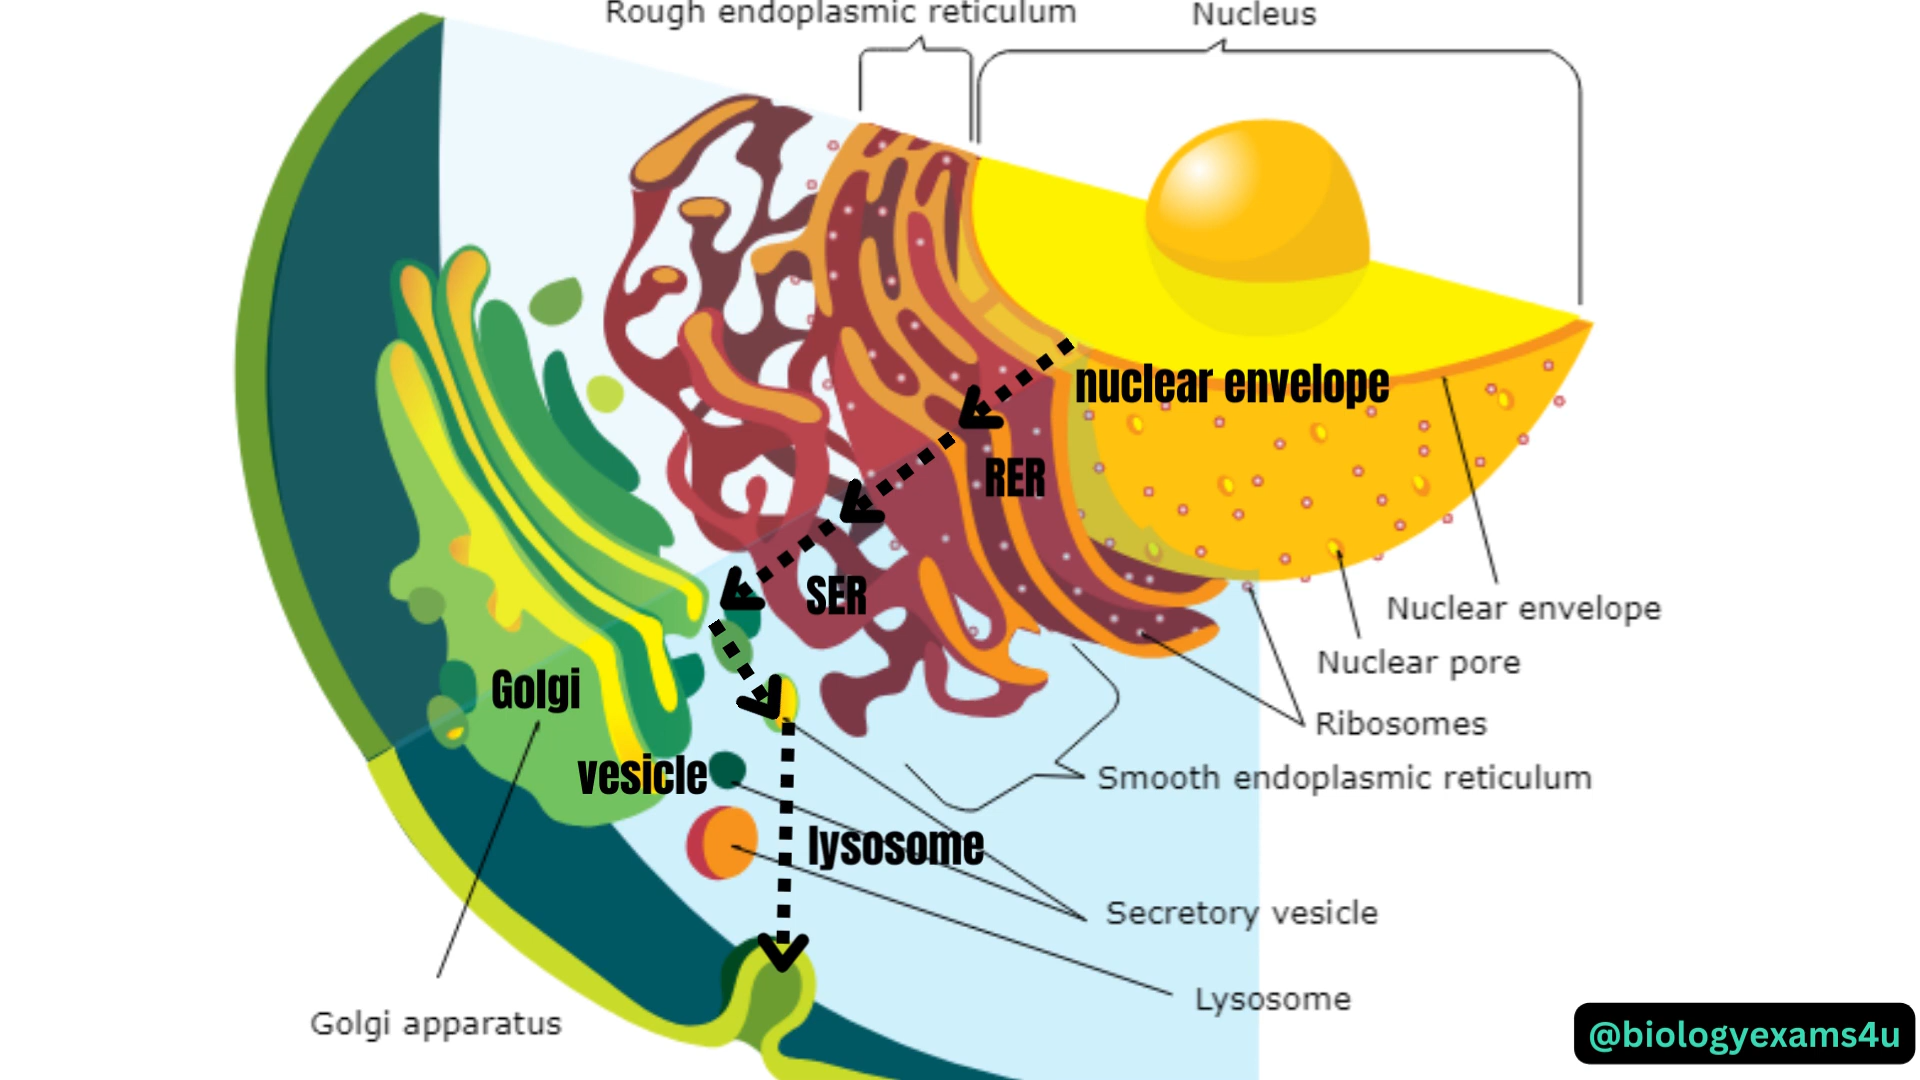 Rough endoplasmic reticulum
Nucleus
nuclear envelope
RER
SER
Nuclear envelope
Nuclear pore
Golgi
Ribosomes
vesicle
Smooth endoplasmic reticulum
lysosome
Secretory vesicle
Lysosome
Golgi apparatus
@biologyexams4u